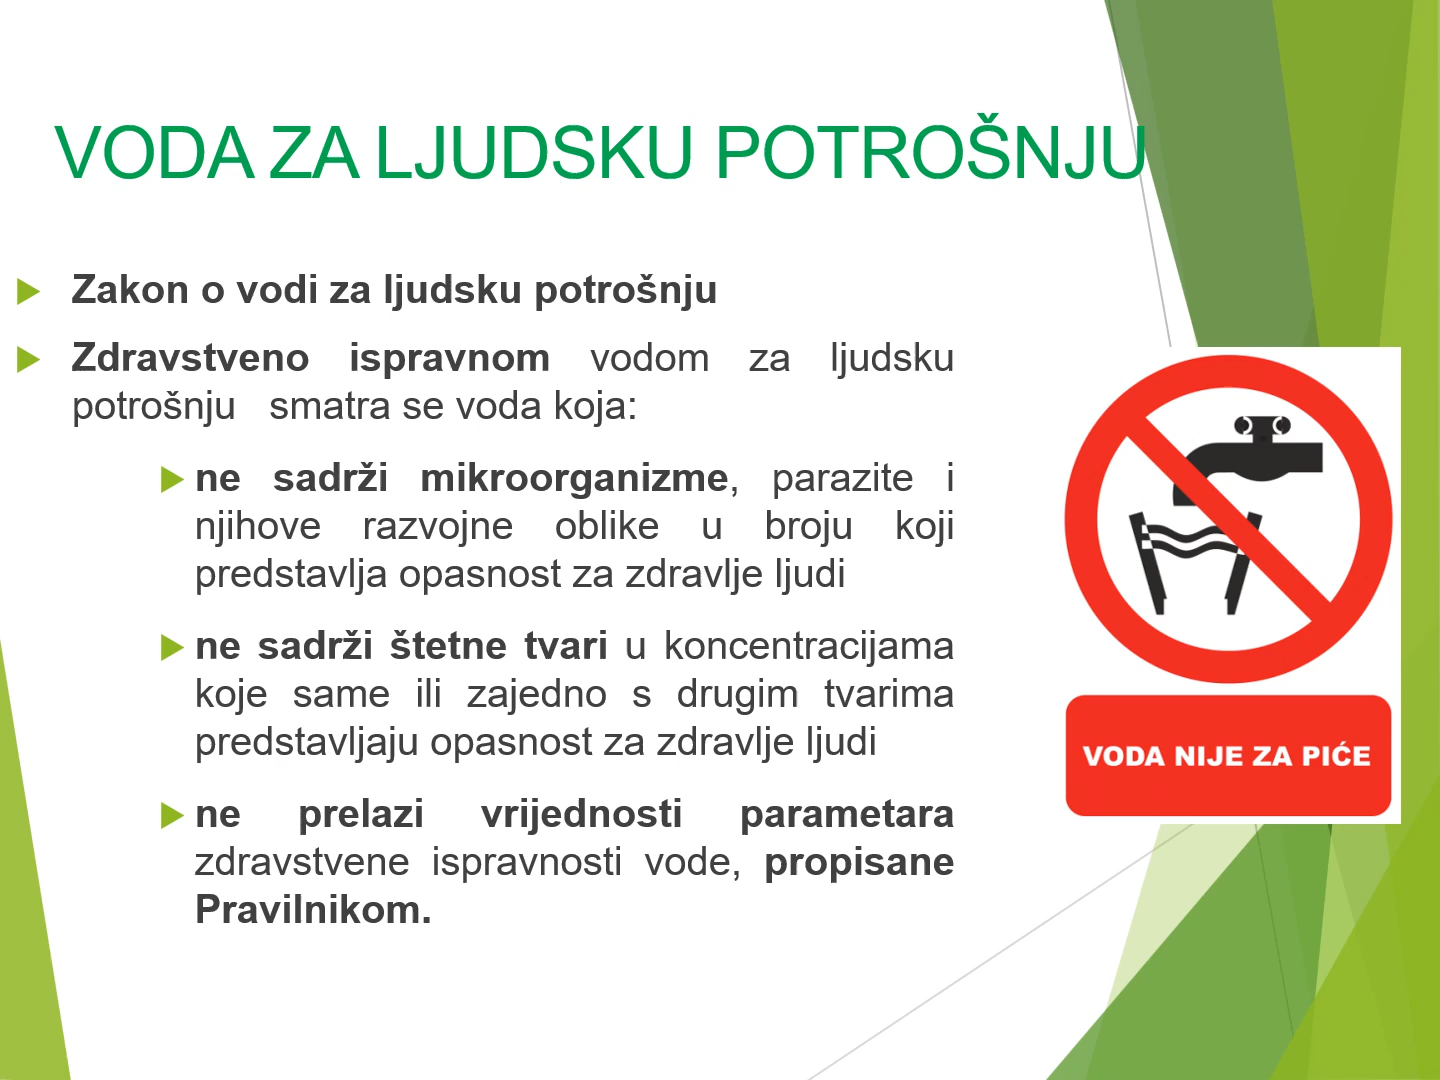 VODA ZA LJUDSKU POTROŠNJU
Zakon o vodi za ljudsku potrošnju
Zdravstveno ispravnom vodom za ljudsku
potrošnju smatra se voda koja:
ne sadrži mikroorganizme, parazite i
njihove razvojne oblike u broju koji
predstavlja opasnost za zdravlje ljudi
ne sadrži štetne tvari u koncentracijama
koje same ili zajedno s drugim tvarima
predstavljaju opasnost za zdravlje ljudi
ne prelazi vrijednosti parametara
zdravstvene ispravnosti vode, propisane
Pravilnikom.
VODA NIJE ZA PIĆE